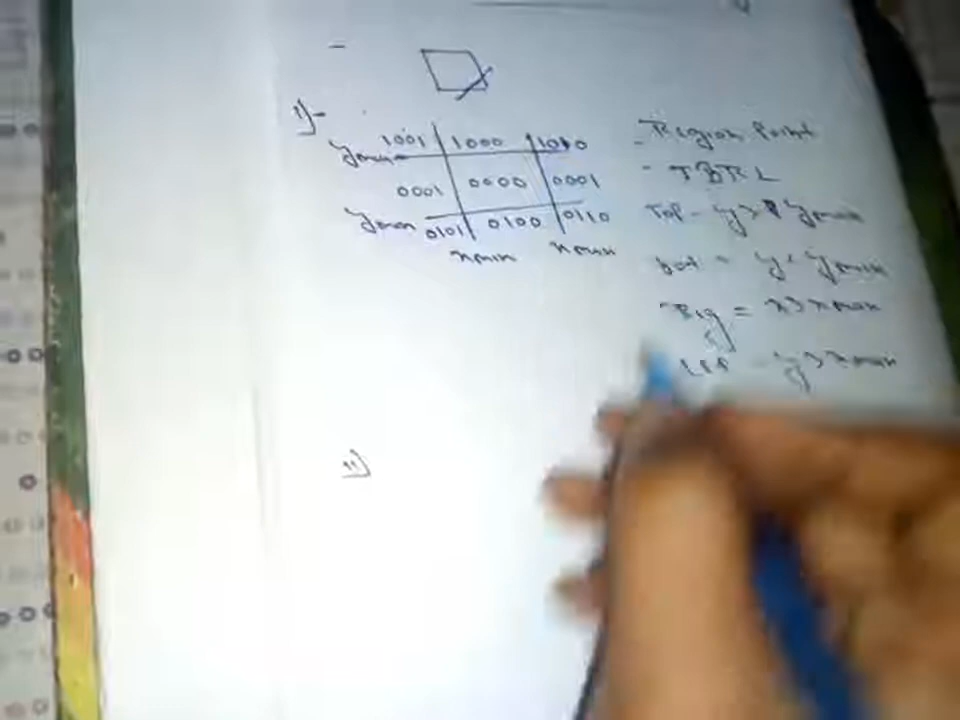 1)-
1001 1000 1010
ymax
0001 0000 0001
ymin
0101 0100 0110
xmin xmax
- Region Point
- TBRL
Top - y > ymax
bot = y < ymin
Rig = x > xmax
11)